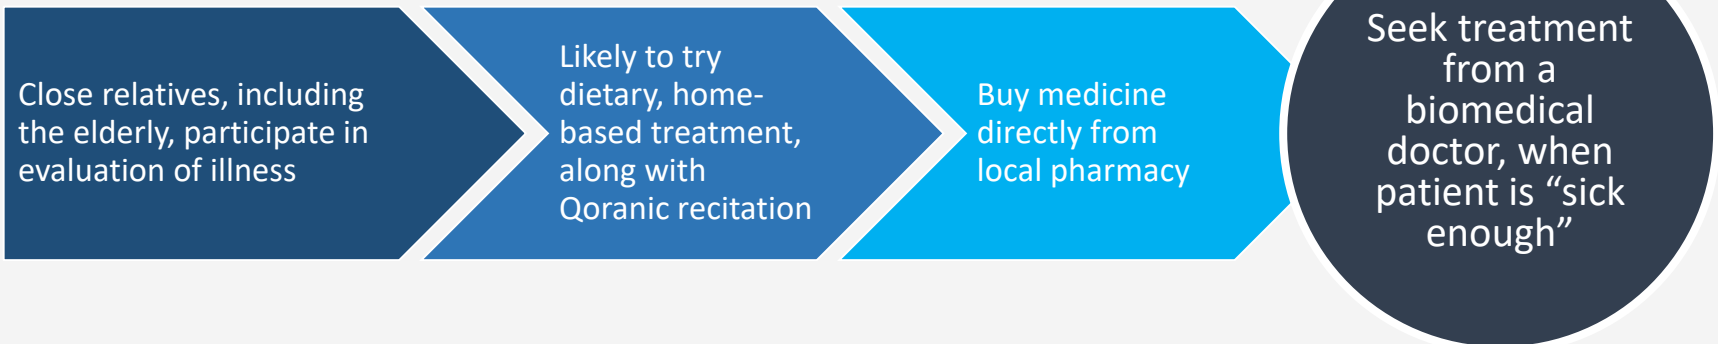 Close relatives, including
the elderly, participate in
evaluation of illness
Likely to try
dietary, home-
based treatment,
along with
Qoranic recitation
Buy medicine
directly from
local pharmacy
Seek treatment
from a
biomedical
doctor, when
patient is “sick
enough”